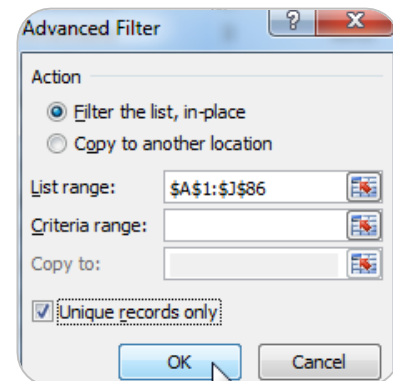 Advanced Filter
? X
Action
Filter the list, in-place
Copy to another location
List range: $A$1:$J$86
Criteria range:
Copy to:
Unique records only
OK Cancel